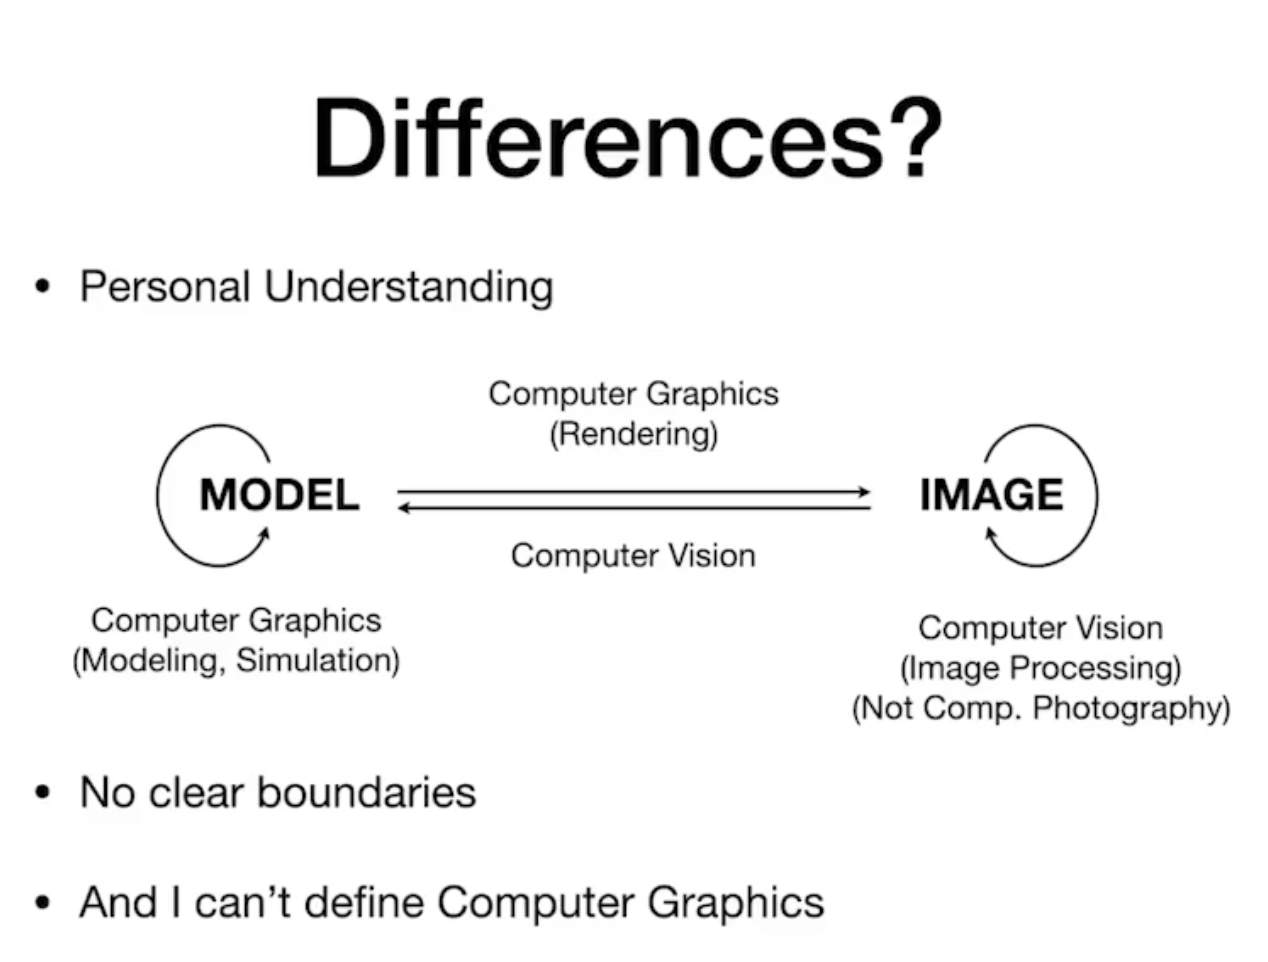 Differences?
• Personal Understanding
Computer Graphics
(Rendering)
MODEL
IMAGE
Computer Vision
Computer Graphics
(Modeling, Simulation)
Computer Vision
(Image Processing)
(Not Comp. Photography)
• No clear boundaries
• And I can’t define Computer Graphics